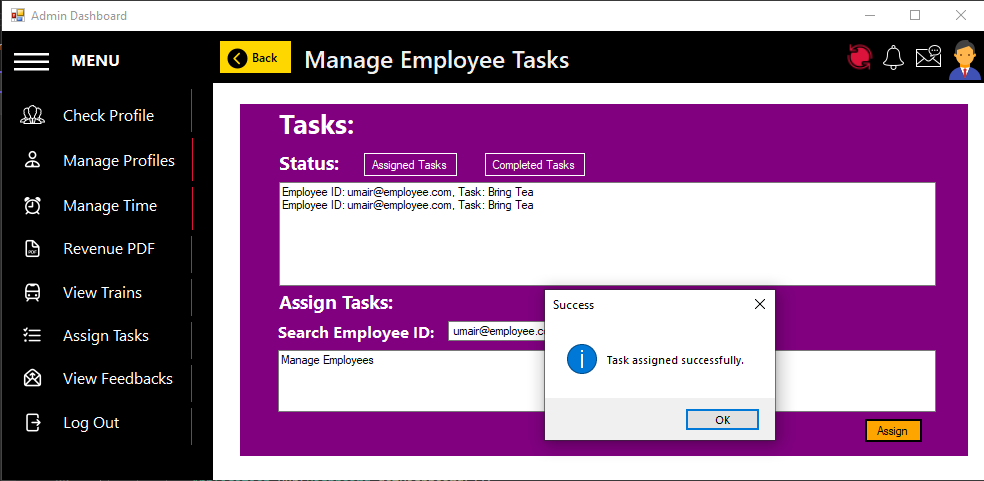 Admin Dashboard
MENU
Back
Manage Employee Tasks
Check Profile
Manage Profiles
Manage Time
PDF
Revenue PDF
View Trains
Assign Tasks
View Feedbacks
Log Out
Tasks:
Status:
Assigned Tasks
Completed Tasks
Employee ID: umair@employee.com, Task: Bring Tea
Employee ID: umair@employee.com, Task: Bring Tea
Assign Tasks:
Search Employee ID:
umair@employee.c
Manage Employees
Assign
Success
Task assigned successfully.
OK